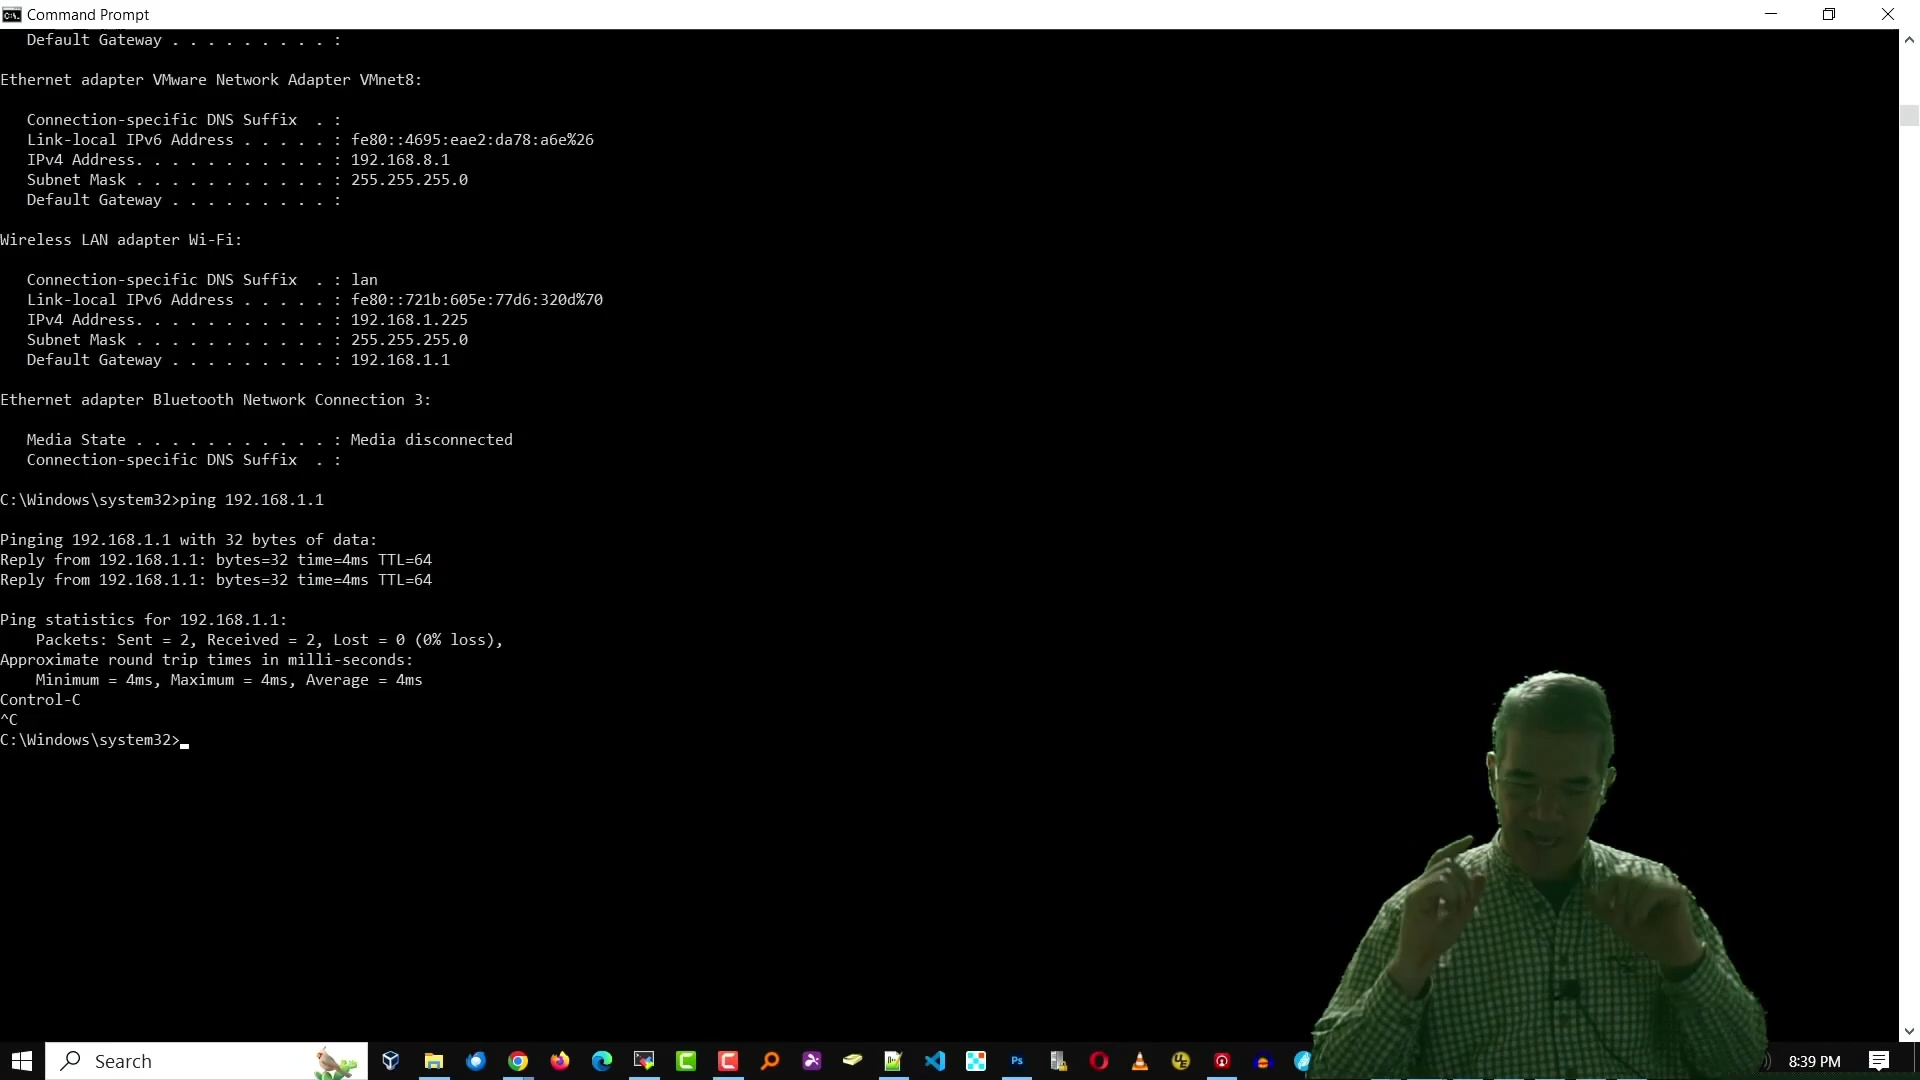 Command Prompt
Default Gateway . . . . . . . . . :
Ethernet adapter VMware Network Adapter VMnet8:
Connection-specific DNS Suffix  . :
Link-local IPv6 Address . . . . . : fe80::4695:eae2:da78:a6e%26
IPv4 Address. . . . . . . . . . . : 192.168.8.1
Subnet Mask . . . . . . . . . . . : 255.255.255.0
Default Gateway . . . . . . . . . :
Wireless LAN adapter Wi-Fi:
Connection-specific DNS Suffix  . : lan
Link-local IPv6 Address . . . . . : fe80::721b:605e:77d6:320d%70
IPv4 Address. . . . . . . . . . . : 192.168.1.225
Subnet Mask . . . . . . . . . . . : 255.255.255.0
Default Gateway . . . . . . . . . : 192.168.1.1
Ethernet adapter Bluetooth Network Connection 3:
Media State . . . . . . . . . . . : Media disconnected
Connection-specific DNS Suffix  . :
C:\Windows\system32>ping 192.168.1.1
Pinging 192.168.1.1 with 32 bytes of data:
Reply from 192.168.1.1: bytes=32 time=4ms TTL=64
Reply from 192.168.1.1: bytes=32 time=4ms TTL=64
Ping statistics for 192.168.1.1:
Packets: Sent = 2, Received = 2, Lost = 0 (0% loss),
Approximate round trip times in milli-seconds:
Minimum = 4ms, Maximum = 4ms, Average = 4ms
Control-C
^C
C:\Windows\system32>
Search
Ps
8:39 PM